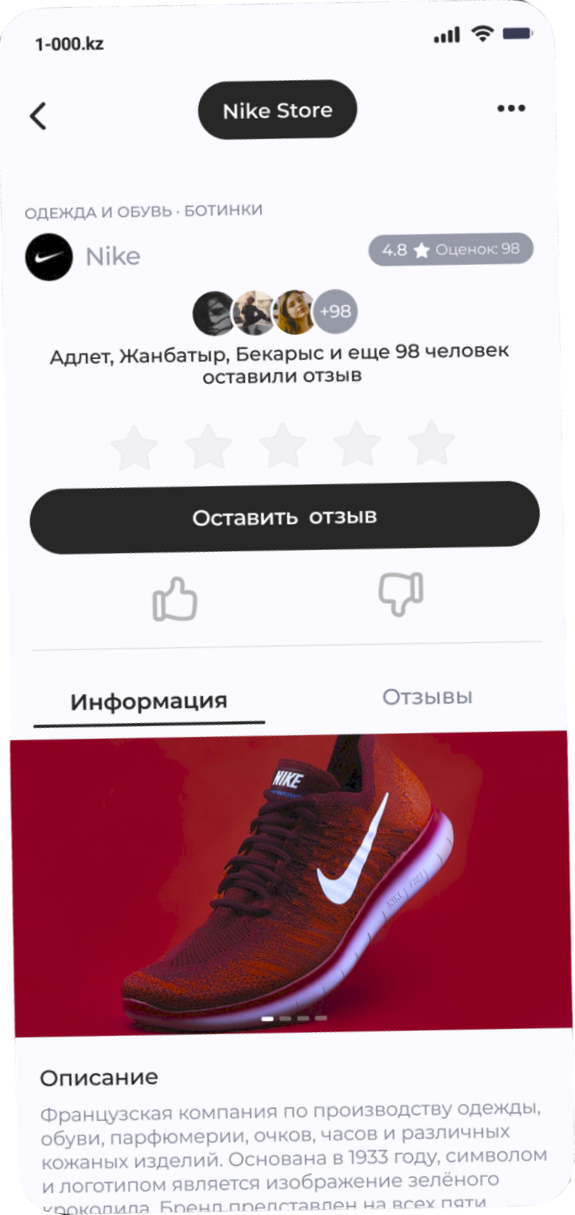 1-000.kz
Nike Store
ОДЕЖДА И ОБУВЬ · БОТИНКИ
Nike
4.8 Оценок: 98
+98
Адлет, Жанбатыр, Бекарыс и еще 98 человек
оставили отзыв
Оставить отзыв
Информация
Отзывы
NIKE
NIKE FREE
Описание
Французская компания по производству одежды,
обуви, парфюмерии, очков, часов и различных
кожаных изделий. Основана в 1933 году, символом
и логотипом является изображение зелёного
крокодила. Бренд представлен на всех пяти